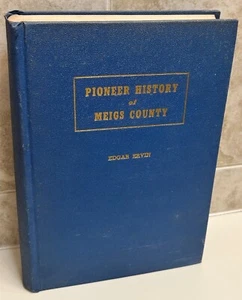 PIONEER HISTORY
of
MEIGS COUNTY
EDGAR ERVIN